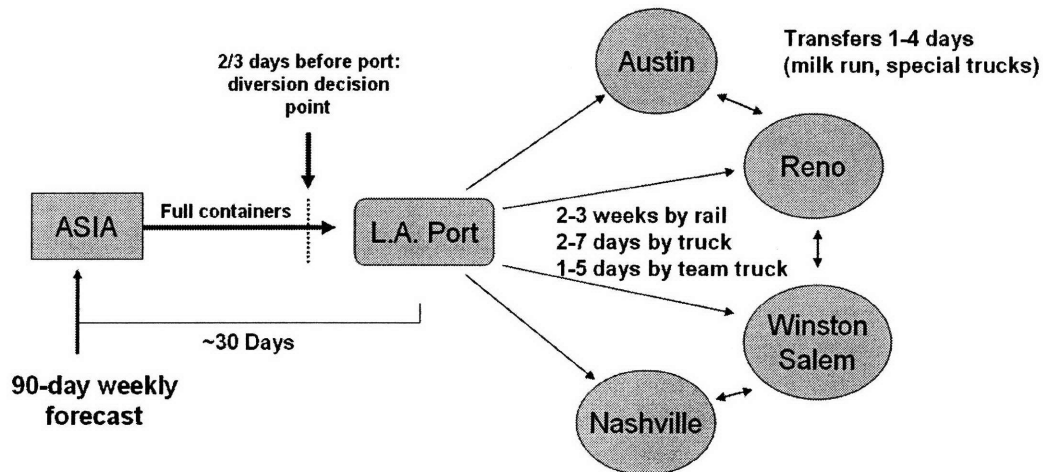 2/3 days before port:
diversion decision
point
Transfers 1-4 days
(milk run, special trucks)
Austin
Reno
ASIA
Full containers
L.A. Port
2-3 weeks by rail
2-7 days by truck
1-5 days by team truck
~30 Days
Winston
Salem
90-day weekly
forecast
Nashville